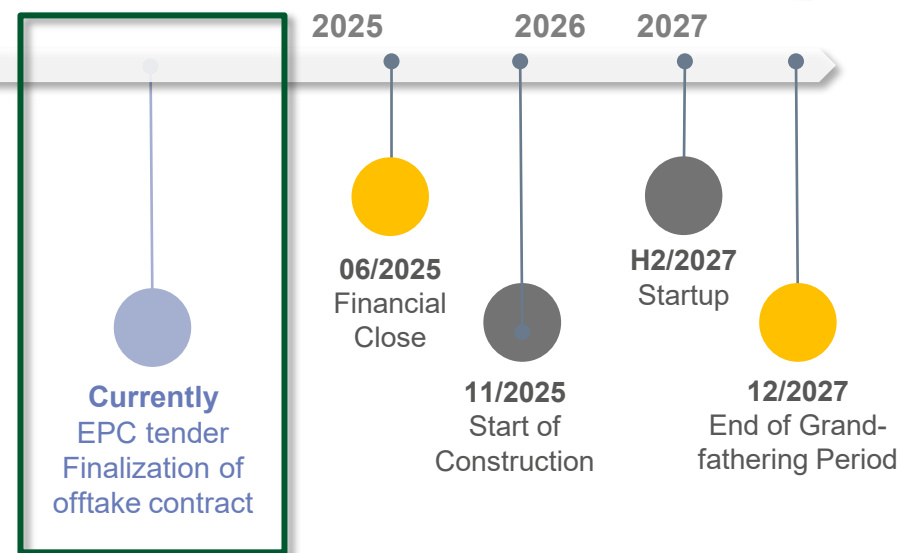 2025
2026
2027
Currently
EPC tender
Finalization of
offtake contract
06/2025
Financial
Close
11/2025
Start of
Construction
H2/2027
Startup
12/2027
End of Grand-
fathering Period